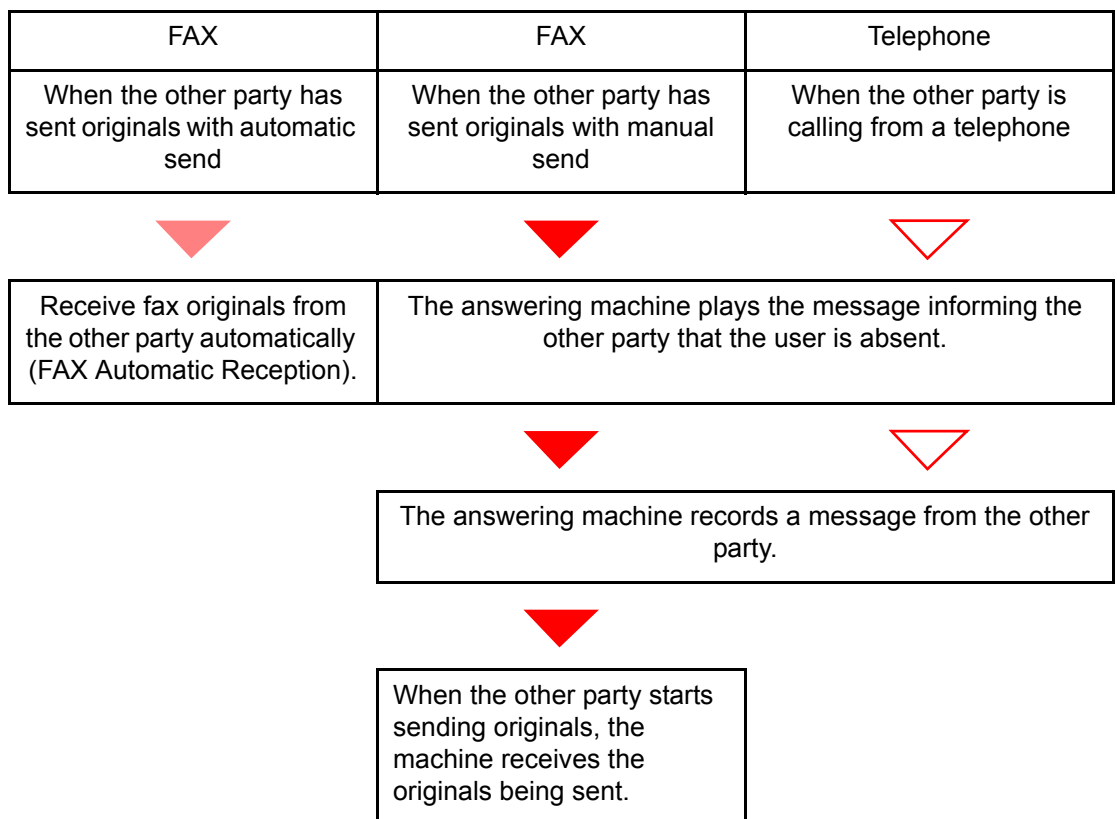 FAX
FAX
Telephone
When the other party has
sent originals with automatic
send
When the other party has
sent originals with manual
send
When the other party is
calling from a telephone
Receive fax originals from
the other party automatically
(FAX Automatic Reception).
The answering machine plays the message informing the
other party that the user is absent.
The answering machine records a message from the other
party.
When the other party starts
sending originals, the
machine receives the
originals being sent.